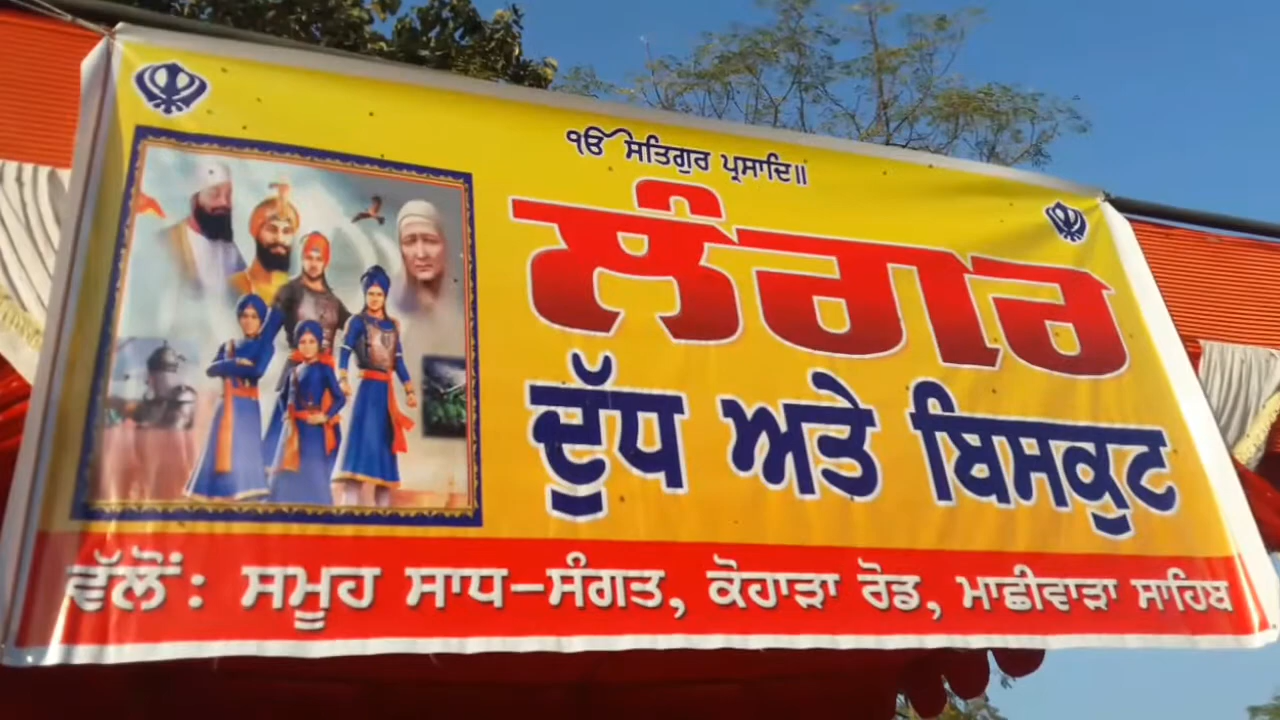 ੴ ਸਤਿਗੁਰ ਪ੍ਰਸਾਦਿ॥
ਲੰਗਰ
ਦੁੱਧ ਅਤੇ ਬਿਸਕੁਟ
ਵੱਲੋਂ: ਸਮੂਹ ਸਾਧ-ਸੰਗਤ, ਕੋਹਾੜਾ ਰੋਡ, ਮਾਛੀਵਾੜਾ ਸਾਹਿਬ